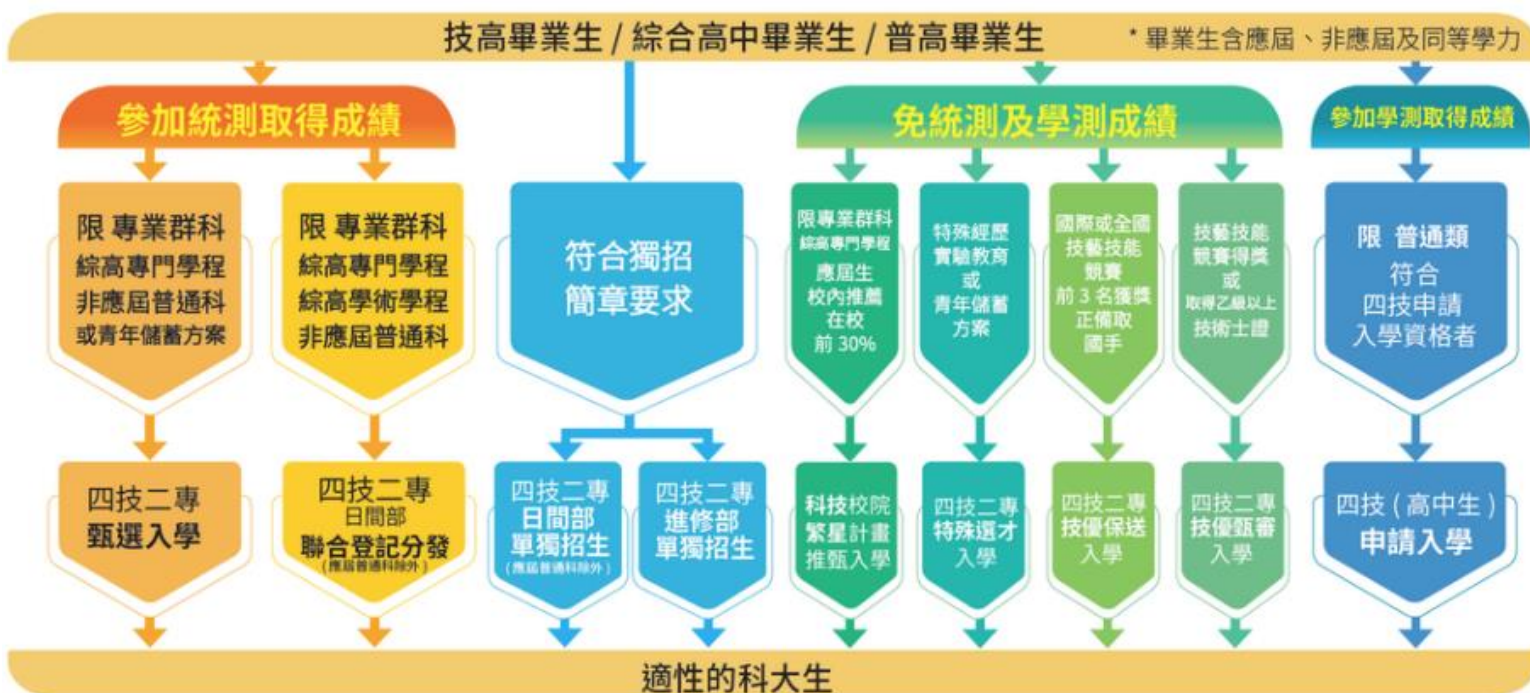 技高畢業生 / 綜合高中畢業生 / 普高畢業生
* 畢業生含應屆、非應屆及同等學力
參加統測取得成績
免統測及學測成績
參加學測取得成績
限 專業群科
綜高專門學程
非應屆普通科
或青年儲蓄方案
限 專業群科
綜高專門學程
綜高學術學程
非應屆普通科
符合獨招
簡章要求
限專業群科
綜高專門學程
應屆生
校內推薦
在校
前 30%
特殊經歷
實驗教育
或
青年儲蓄
方案
國際或全國
技藝技能
競賽
前 3 名獲獎
正備取
國手
技藝技能
競賽得獎
或
取得乙級以上
技術士證
限 普通類
符合
四技申請
入學資格者
四技二專
甄選入學
四技二專
日間部
聯合登記分發
(應屆普通科除外)
四技二專
日間部
單獨招生
(應屆普通科除外)
四技二專
進修部
單獨招生
科技校院
繁星計畫
推甄入學
四技二專
特殊選才
入學
四技二專
技優保送
入學
四技二專
技優甄審
入學
四技 ( 高中生 )
申請入學
適性的科大生